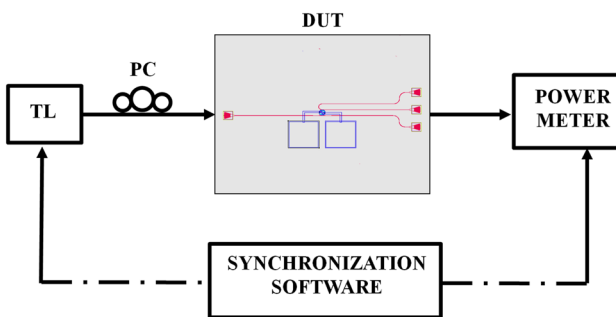 DUT
PC
TL
POWER
METER
SYNCHRONIZATION
SOFTWARE